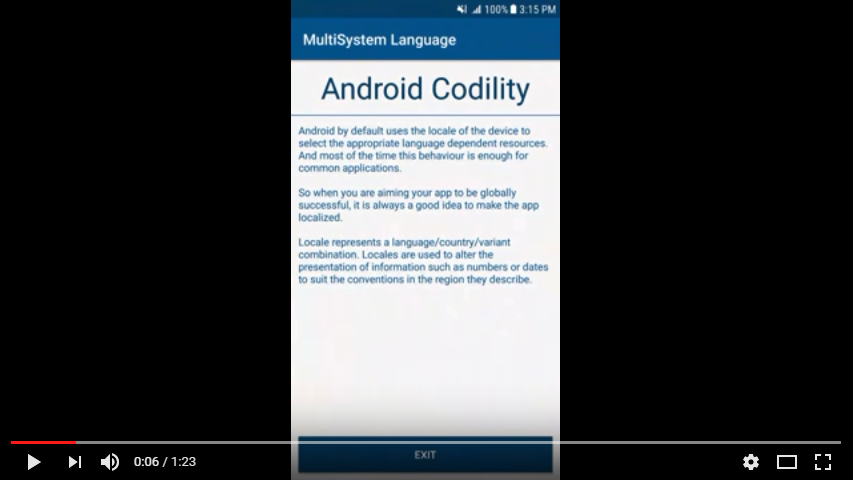 100% 3:15 PM
MultiSystem Language
Android Codility
Android by default uses the locale of the device to
select the appropriate language dependent resources.
And most of the time this behaviour is enough for
common applications.
So when you are aiming your app to be globally
successful, it is always a good idea to make the app
localized.
Locale represents a language/country/variant
combination. Locales are used to alter the
presentation of information such as numbers or dates
to suit the conventions in the region they describe.
EXIT
0:06 / 1:23